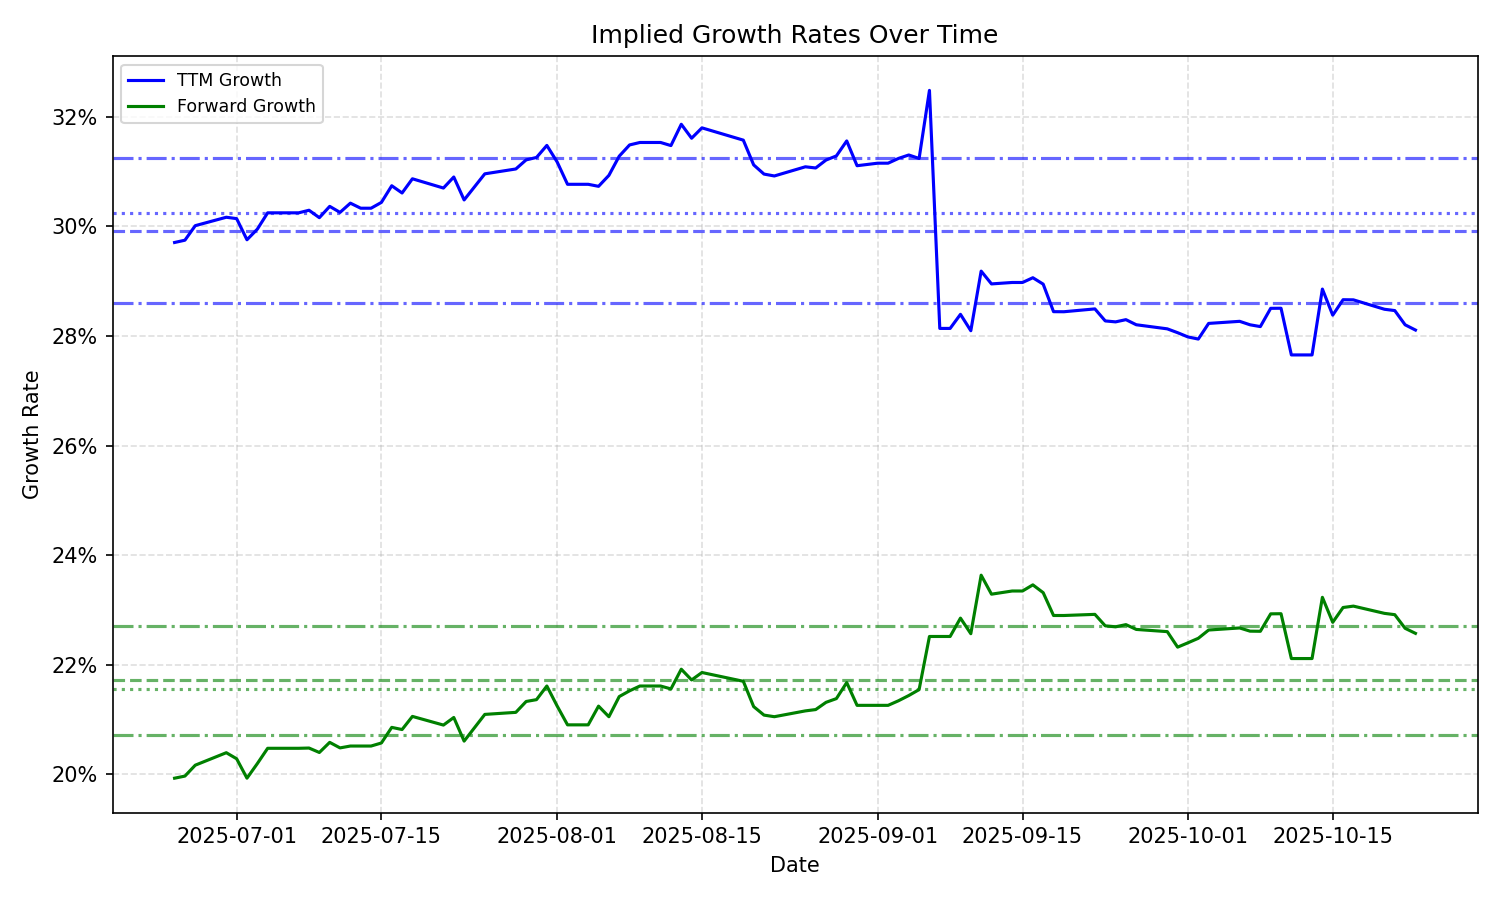 Implied Growth Rates Over Time
TTM Growth
Forward Growth
32%
30%
28%
26%
24%
22%
20%
Growth Rate
2025-07-01 2025-07-15 2025-08-01 2025-08-15 2025-09-01 2025-09-15 2025-10-01 2025-10-15
Date